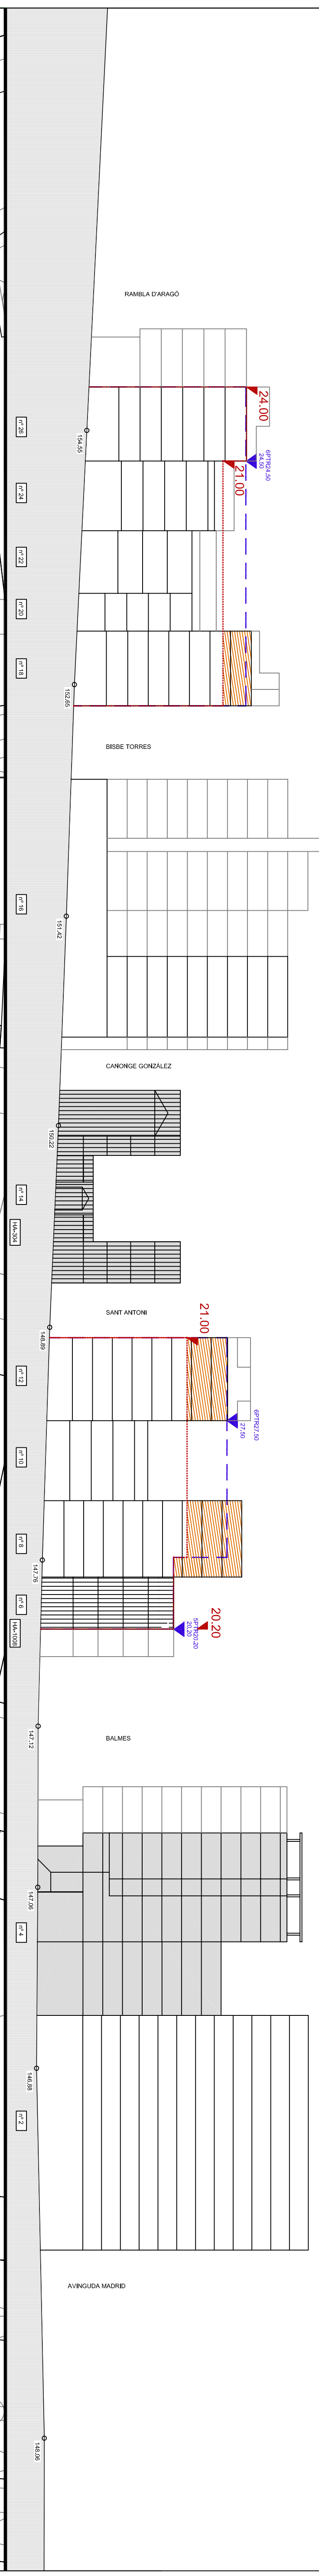 RAMBLA D'ARAGÓ
24.00
6PTR24,50
24,50
21.00
nº 26
154,55
nº 24
nº 22
nº 20
nº 18
152,65
BISBE TORRES
nº 16
151,42
CANONGE GONZÁLEZ
150,22
nº 14
HA-304
SANT ANTONI
21.00
148,89
nº 12
6PTR27,50
27,50
nº 10
nº 8
147,76
nº 6
HA-1008
20.20
5PTR20,20
20,20
147,12
BALMES
147,06
nº 4
146,88
nº 2
AVINGUDA MADRID
148,06